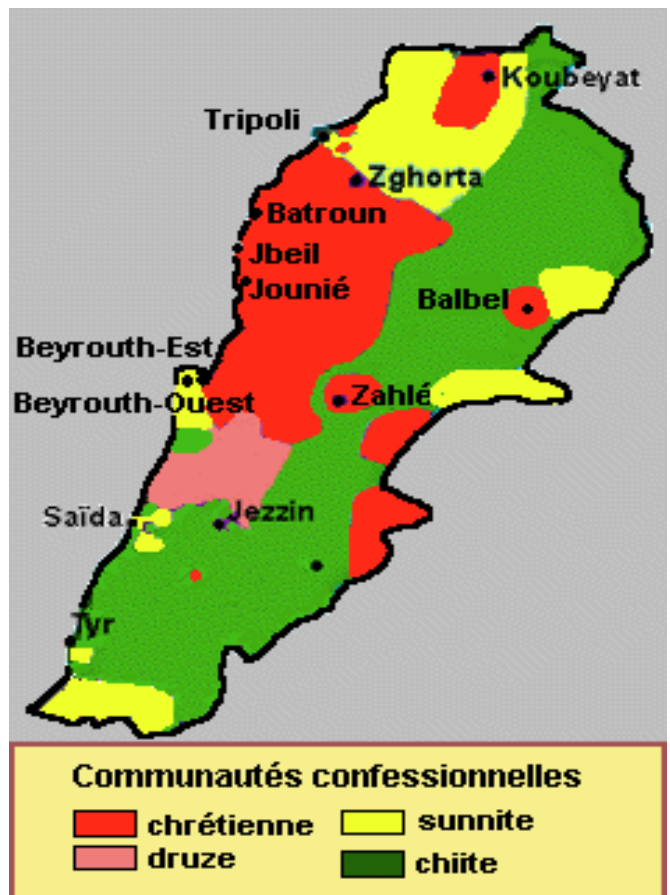 Koubeyat
Tripoli
Zghorta
Batroun
Jbeil
Jounié
Balbel
Beyrouth-Est
Zahlé
Beyrouth-Ouest
Saïda
Jezzin
Tyr
Communautés confessionnelles
chrétienne
sunnite
druze
chiite